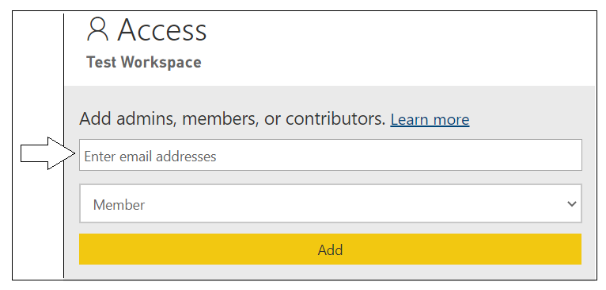 Access
Test Workspace
Add admins, members, or contributors. Learn more
Enter email addresses
Member
Add